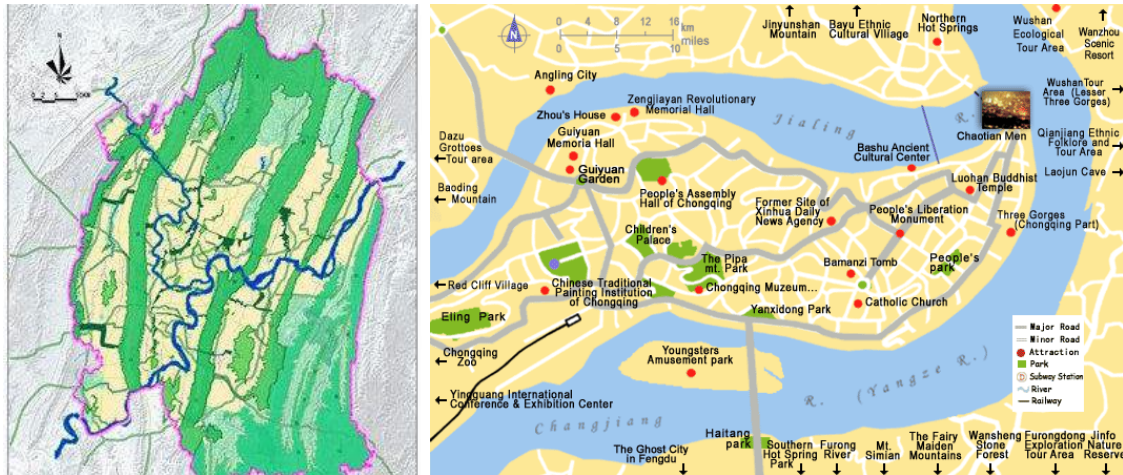 N
0
4
8
12
16
km
0
10
miles
Jinyunshan
Mountain
Bayu Ethnic
Cultural Village
Northern
Hot Springs
Wushan
Ecological
Tour Area
Wanzhou
Scenic
Resort
Angling City
Zengjiayan Revolutionary
Memorial Hall
Zhou's House
Guiyuan
Memoria Hall
Guiyuan
Garden
Dazu
Grottoes
Tour area
Baoding
Mountain
Jialing
R.
Chaotian Men
WushanTour
Area (Lesser
Three Gorges)
Qianjiang Ethnic
Folklore and
Tour Area
Laojun Cave
Bashu Ancient
Cultural Center
Luohan Buddhist
Temple
People's Assembly
Hall of Chongqing
Former Site of
Xinhua Daily
News Agency
People's Liberation
Monument
Three Gorges
(Chongqing Part)
Children's
Palace
The Pipa
mt. Park
Bamanzi Tomb
People's
park
Red Cliff Village
Chinese Traditional
Painting Institution
of Chongqing
Chongqing Muzeum...
Catholic Church
Eling Park
Yanxidong Park
Chongqing
Zoo
Youngsters
Amusement park
Yingguang International
Conference & Exhibition Center
Changjiang
R.
(Yangze R.)
Major Road
Minor Road
Attraction
Park
Subway Station
River
Railway
Haitang
park
The Ghost City
in Fengdu
Southern
Hot Spring
Park
Furong
River
Mt.
Simian
The Fairy
Maiden
Mountains
Wansheng
Stone
Forest
Furongdong
Exploration
Tour Area
Jinfo
Nature
Reserve